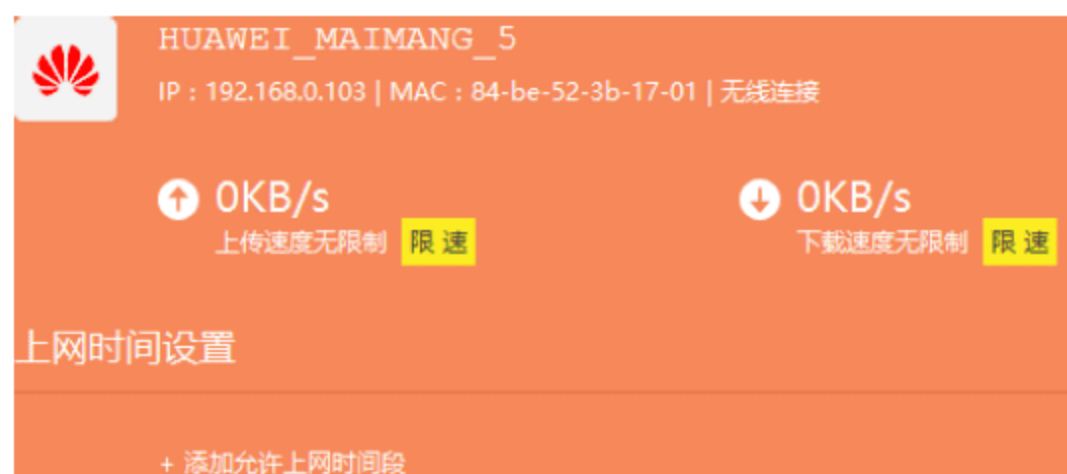 HUAWEI_MAIMANG_5
IP：192.168.0.103 | MAC：84-be-52-3b-17-01 | 无线连接
0KB/s 0KB/s
上传速度无限制 限 速 下载速度无限制 限 速
上网时间设置
+ 添加允许上网时间段